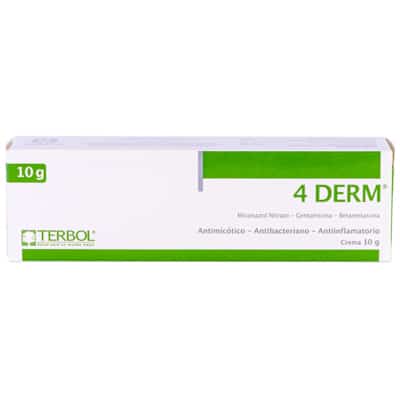 10 g
4 DERM®
Miconazol Nitrato – Gentamicina – Betametasona
Antimicótico – Antibacteriano – Antiinflamatorio
Crema 10 g
TERBOL®